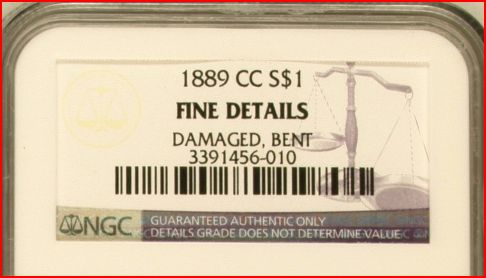 1889 CC S$1
FINE DETAILS
DAMAGED, BENT
3391456-010
NGC
GUARANTEED AUTHENTIC ONLY
DETAILS GRADE DOES NOT DETERMINE VALUE